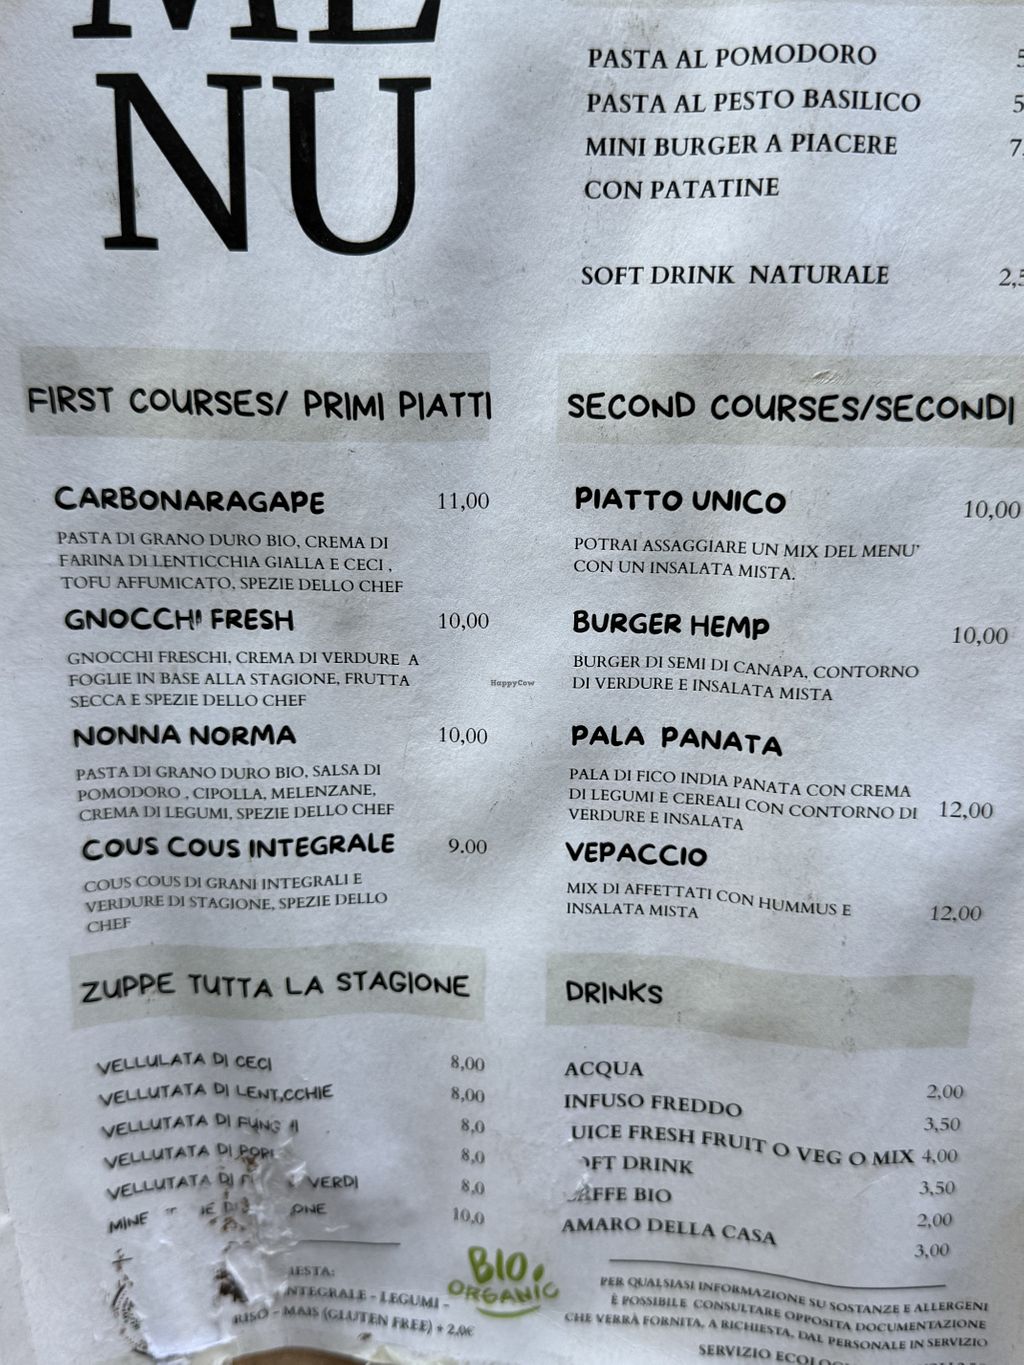 MENU
PASTA AL POMODORO
PASTA AL PESTO BASILICO
MINI BURGER A PIACERE
CON PATATINE
SOFT DRINK NATURALE
FIRST COURSES/ PRIMI PIATTI
CARBONARAGAPE 11,00
PASTA DI GRANO DURO BIO, CREMA DI
FARINA DI LENTICCHIA GIALLA E CECI ,
TOFU AFFUMICATO, SPEZIE DELLO CHEF
GNOCCHI FRESH 10,00
GNOCCHI FRESCHI, CREMA DI VERDURE A
FOGLIE IN BASE ALLA STAGIONE, FRUTTA
SECCA E SPEZIE DELLO CHEF
NONNA NORMA 10,00
PASTA DI GRANO DURO BIO, SALSA DI
POMODORO , CIPOLLA, MELENZANE,
CREMA DI LEGUMI, SPEZIE DELLO CHEF
COUS COUS INTEGRALE 9.00
COUS COUS DI GRANI INTEGRALI E
VERDURE DI STAGIONE, SPEZIE DELLO
CHEF
SECOND COURSES/SECONDI
PIATTO UNICO 10,00
POTRAI ASSAGGIARE UN MIX DEL MENU'
CON UN INSALATA MISTA.
BURGER HEMP 10,00
BURGER DI SEMI DI CANAPA, CONTORNO
DI VERDURE E INSALATA MISTA
PALA PANATA
PALA DI FICO INDIA PANATA CON CREMA
DI LEGUMI E CEREALI CON CONTORNO DI 12,00
VERDURE E INSALATA
VEPACCIO
MIX DI AFFETTATI CON HUMMUS E
INSALATA MISTA 12,00
HappyCow
ZUPPE TUTTA LA STAGIONE
VELLULATA DI CECI 8,00
VELLUTATA DI LENTICCHIE 8,00
VELLUTATA DI FUNGHI 8,0
VELLUTATA DI 8,0
VELLUTATA DI VERDI 8,0
10,0
INTEGRALE - LEGUMI -
RISO - MAIS (GLUTEN FREE) + 2,0€
BIO
ORGANIC
DRINKS
ACQUA 2,00
INFUSO FREDDO 3,50
UICE FRESH FRUIT O VEG O MIX 4,00
OFT DRINK 3,50
AFFE BIO 2,00
AMARO DELLA CASA 3,00
PER QUALSIASI INFORMAZIONE SU SOSTANZE E ALLERGENI
È POSSIBILE CONSULTARE OPPOSITA DOCUMENTAZIONE
CHE VERRÀ FORNITA, A RICHIESTA, DAL PERSONALE IN SERVIZIO
SERVIZIO